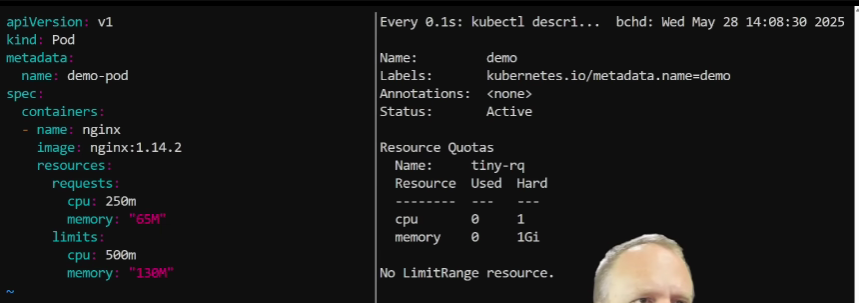 apiVersion: v1
kind: Pod
metadata:
  name: demo-pod
spec:
  containers:
  - name: nginx
    image: nginx:1.14.2
    resources:
      requests:
        cpu: 250m
        memory: "65M"
      limits:
        cpu: 500m
        memory: "130M"
~
Every 0.1s: kubectl descri...  bchd: Wed May 28 14:08:30 2025
Name:         demo
Labels:       kubernetes.io/metadata.name=demo
Annotations:  <none>
Status:       Active
Resource Quotas
  Name:     tiny-rq
  Resource  Used  Hard
  --------  ---   ---
  cpu       0     1
  memory    0     1Gi
No LimitRange resource.